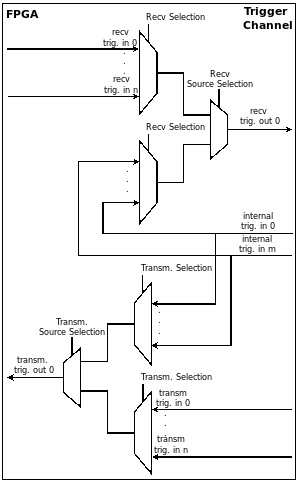 FPGA
Trigger
Channel
Recv Selection
recv
trig. in 0
recv
trig. in n
Recv
Source Selection
recv
trig. out 0
Recv Selection
internal
trig. in 0
internal
trig. in m
Transm. Selection
Transm.
Source Selection
transm.
trig. out 0
Transm. Selection
transm
trig. in 0
transm
trig. in n